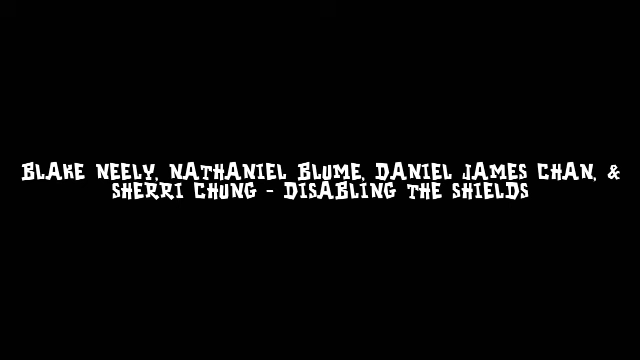 BLAKE NEELY, NATHANIEL BLUME, DANIEL JAMES CHAN, &
SHERRI CHUNG - DISABLING THE SHIELDS